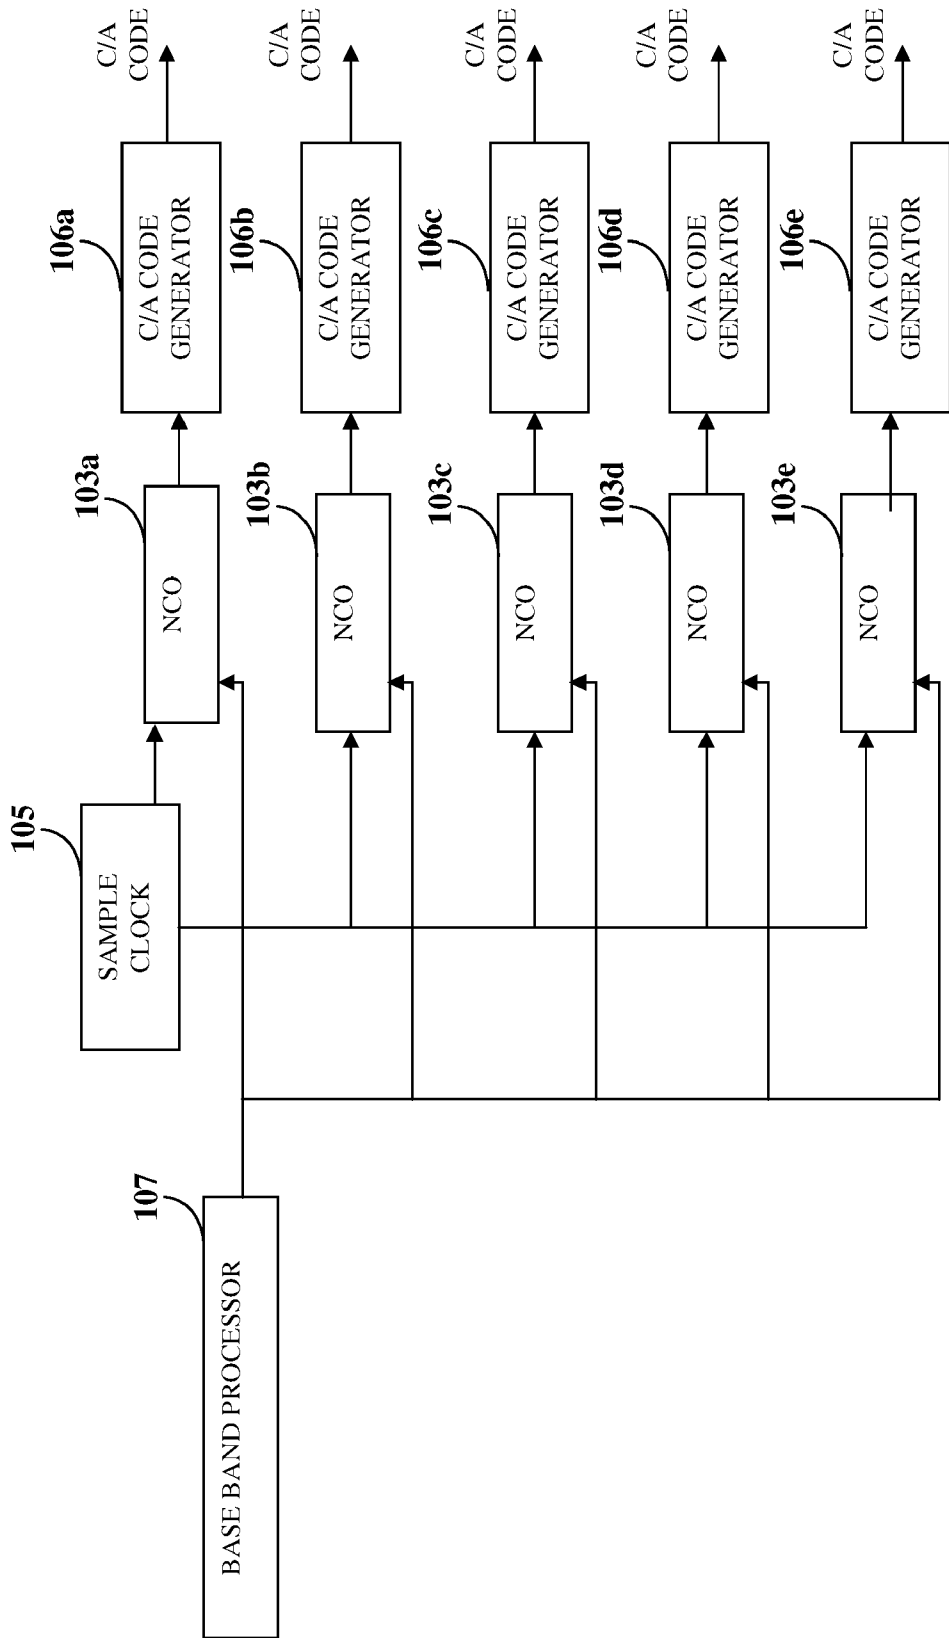 107
BASE BAND PROCESSOR
105
SAMPLE
CLOCK
103a
NCO
103b
NCO
103c
NCO
103d
NCO
103e
NCO
106a
C/A CODE
GENERATOR
106b
C/A CODE
GENERATOR
106c
C/A CODE
GENERATOR
106d
C/A CODE
GENERATOR
106e
C/A CODE
GENERATOR
C/A
CODE
C/A
CODE
C/A
CODE
C/A
CODE
C/A
CODE